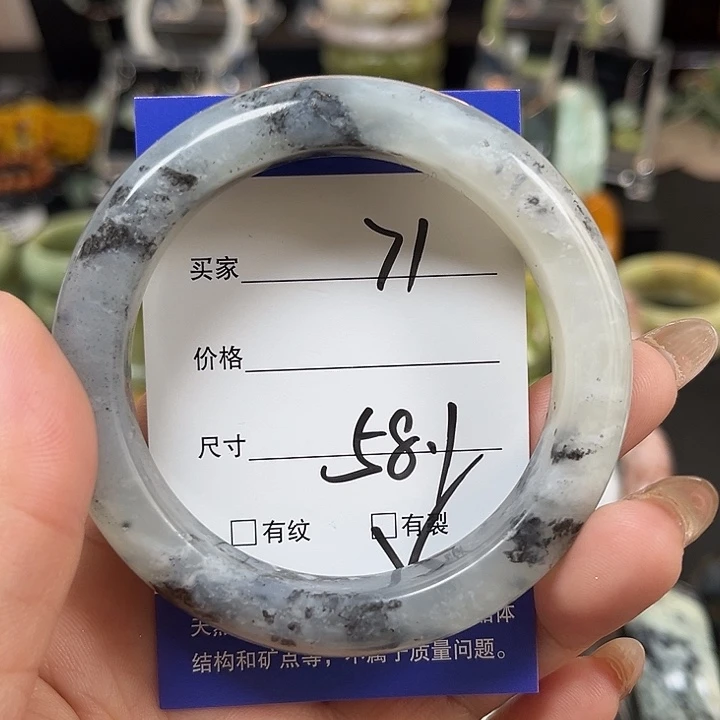 买家 71
价格
尺寸 58.1
□有纹 □有裂
结构和矿点等，不属于质量问题。